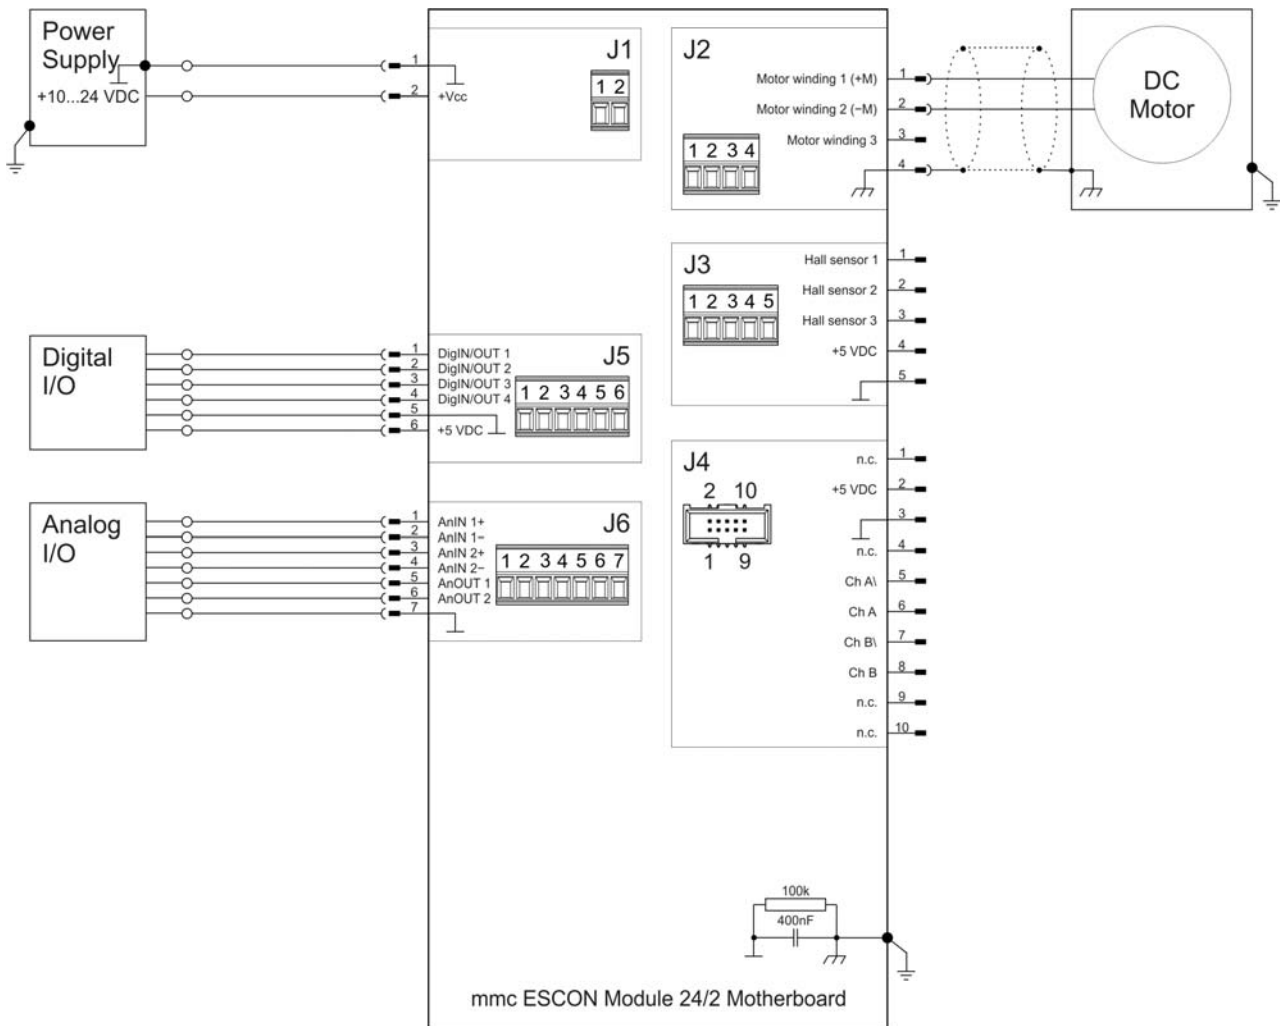 Power
Supply
+10...24 VDC
1
2
+Vcc
J1
1 2
J2
Motor winding 1 (+M)
1
Motor winding 2 (−M)
2
Motor winding 3
3
4
1 2 3 4
DC
Motor
J3
Hall sensor 1
1
Hall sensor 2
2
Hall sensor 3
3
+5 VDC
4
5
1 2 3 4 5
Digital
I/O
1
DigIN/OUT 1
2
DigIN/OUT 2
3
DigIN/OUT 3
4
DigIN/OUT 4
5
6
+5 VDC
J5
1 2 3 4 5 6
J4
2 10
1 9
n.c.
1
+5 VDC
2
3
n.c.
4
Ch A\
5
Ch A
6
Ch B\
7
Ch B
8
n.c.
9
n.c.
10
Analog
I/O
1
AnIN 1+
2
AnIN 1−
3
AnIN 2+
4
AnIN 2−
5
AnOUT 1
6
AnOUT 2
7
J6
1 2 3 4 5 6 7
100k
400nF
mmc ESCON Module 24/2 Motherboard